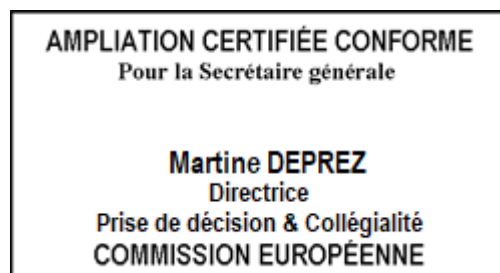 AMPLIATION CERTIFIÉE CONFORME
Pour la Secrétaire générale
Martine DEPREZ
Directrice
Prise de décision & Collégialité
COMMISSION EUROPÉENNE